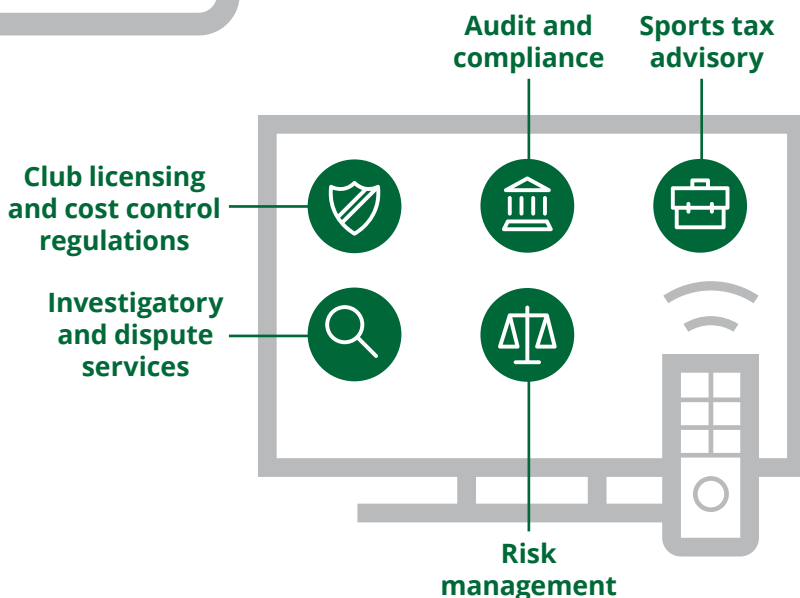 Audit and
compliance
Sports tax
advisory
Club licensing
and cost control
regulations
Investigatory
and dispute
services
Risk
management